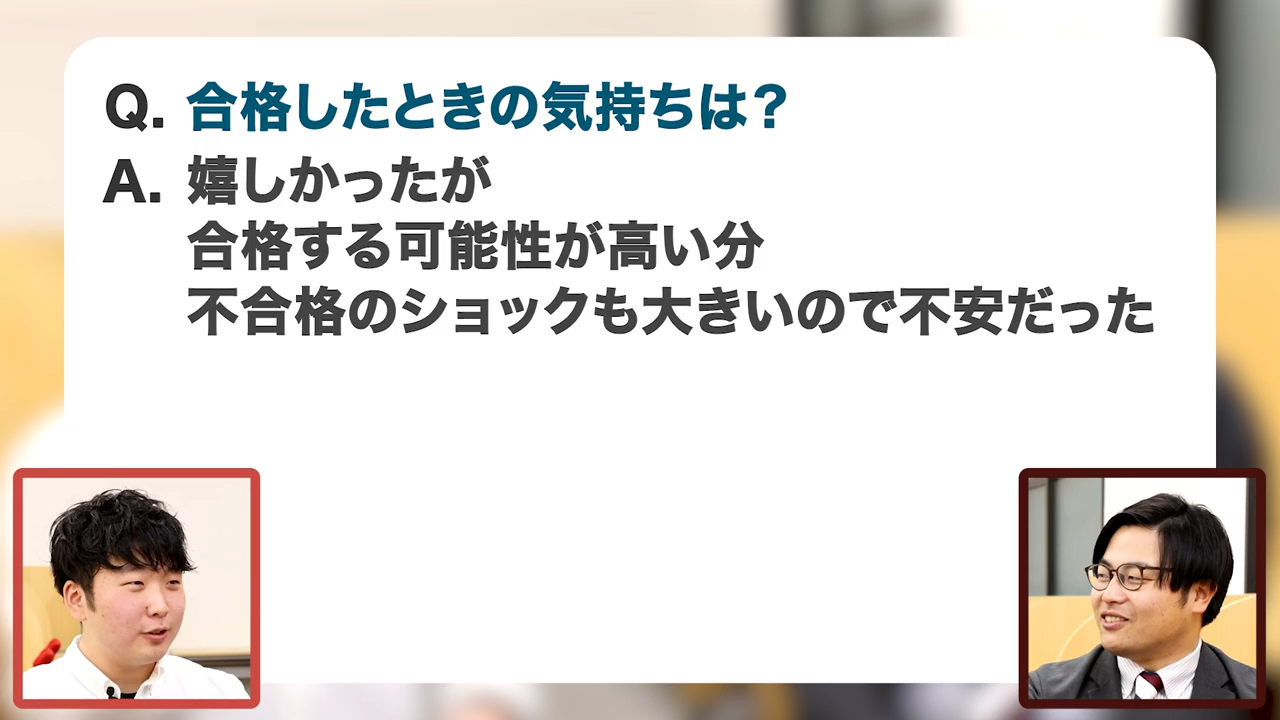 Q. 合格したときの気持ちは？
A. 嬉しかったが
合格する可能性が高い分
不合格のショックも大きいので不安だった